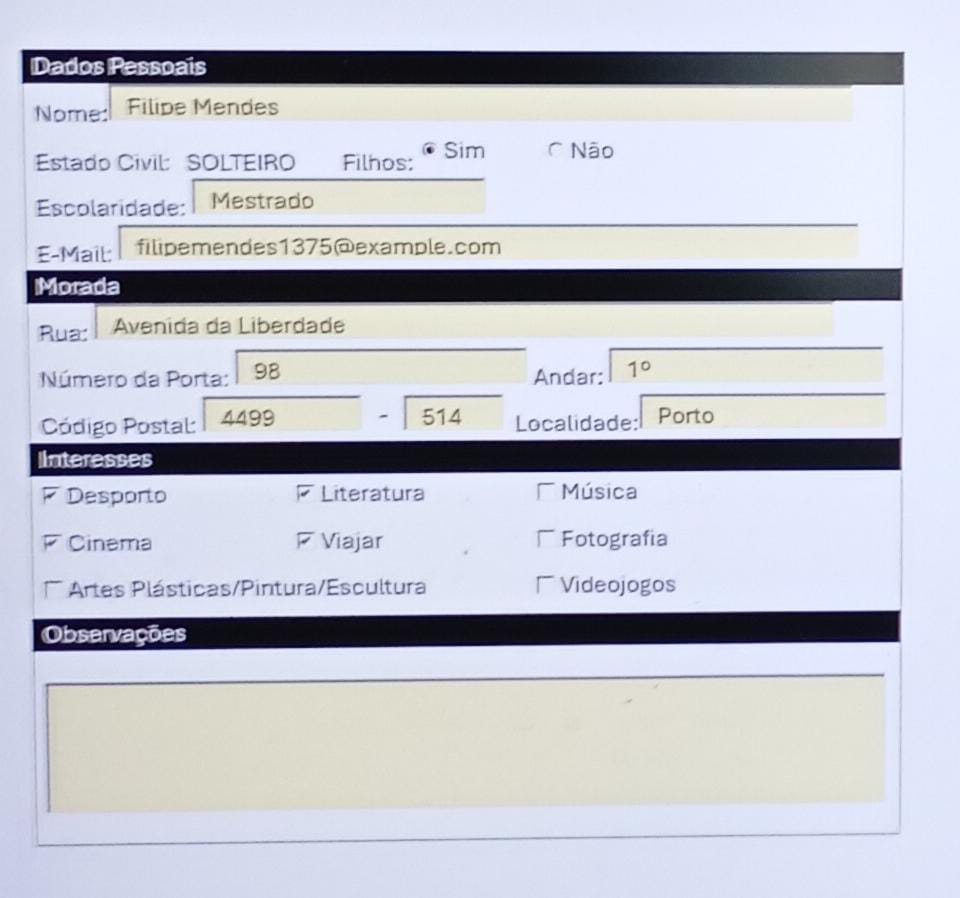 Dados Pessoais
Nome: Filipe Mendes
Estado Civil: SOLTEIRO Filhos: Sim Não
Escolaridade: Mestrado
E-Mail: filipemendes1375@example.com
Morada
Rua: Avenida da Liberdade
Número da Porta: 98 Andar: 1º
Código Postal: 4499 - 514 Localidade: Porto
Interesses
Desporto Literatura Música
Cinema Viajar Fotografia
Artes Plásticas/Pintura/Escultura Videojogos
Observações